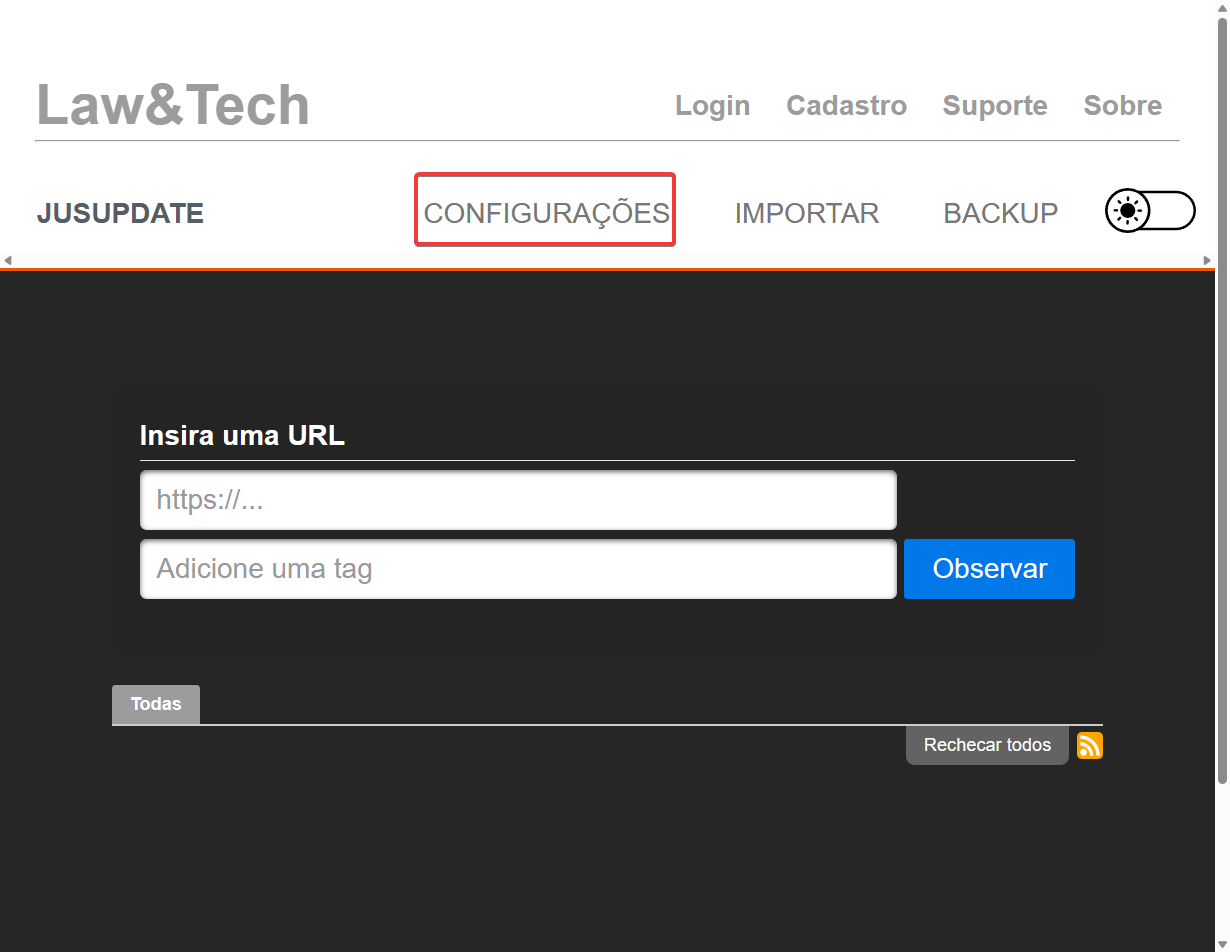 Law&Tech
Login Cadastro Suporte Sobre
JUSUPDATE CONFIGURAÇÕES IMPORTAR BACKUP
Insira uma URL
https://...
Adicione uma tag
Observar
Todas
Rechecar todos